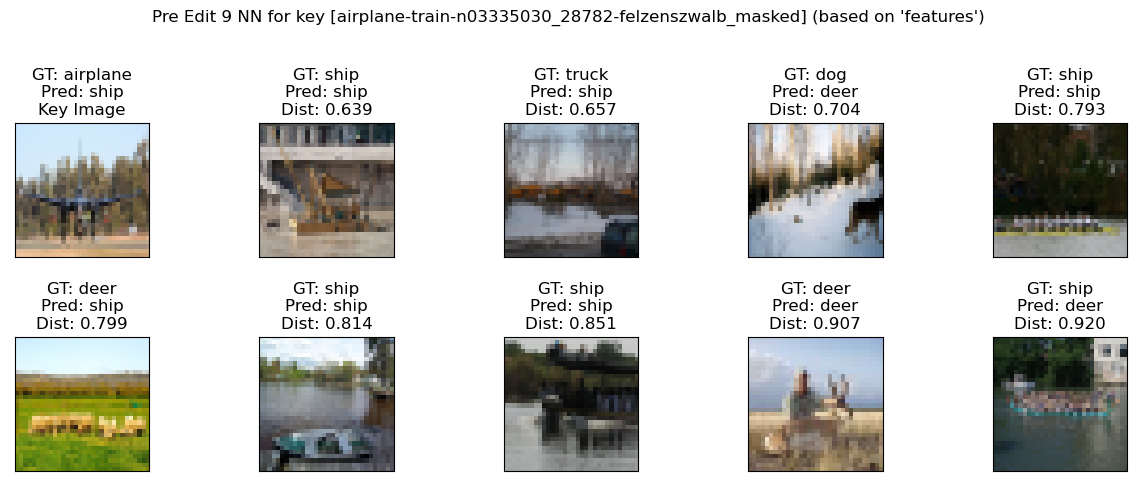 Pre Edit 9 NN for key [airplane-train-n03335030_28782-felzenszwalb_masked] (based on 'features')
GT: airplane
Pred: ship
Key Image
GT: ship
Pred: ship
Dist: 0.639
GT: truck
Pred: ship
Dist: 0.657
GT: dog
Pred: deer
Dist: 0.704
GT: ship
Pred: ship
Dist: 0.793
GT: deer
Pred: ship
Dist: 0.799
GT: ship
Pred: ship
Dist: 0.814
GT: ship
Pred: ship
Dist: 0.851
GT: deer
Pred: deer
Dist: 0.907
GT: ship
Pred: deer
Dist: 0.920